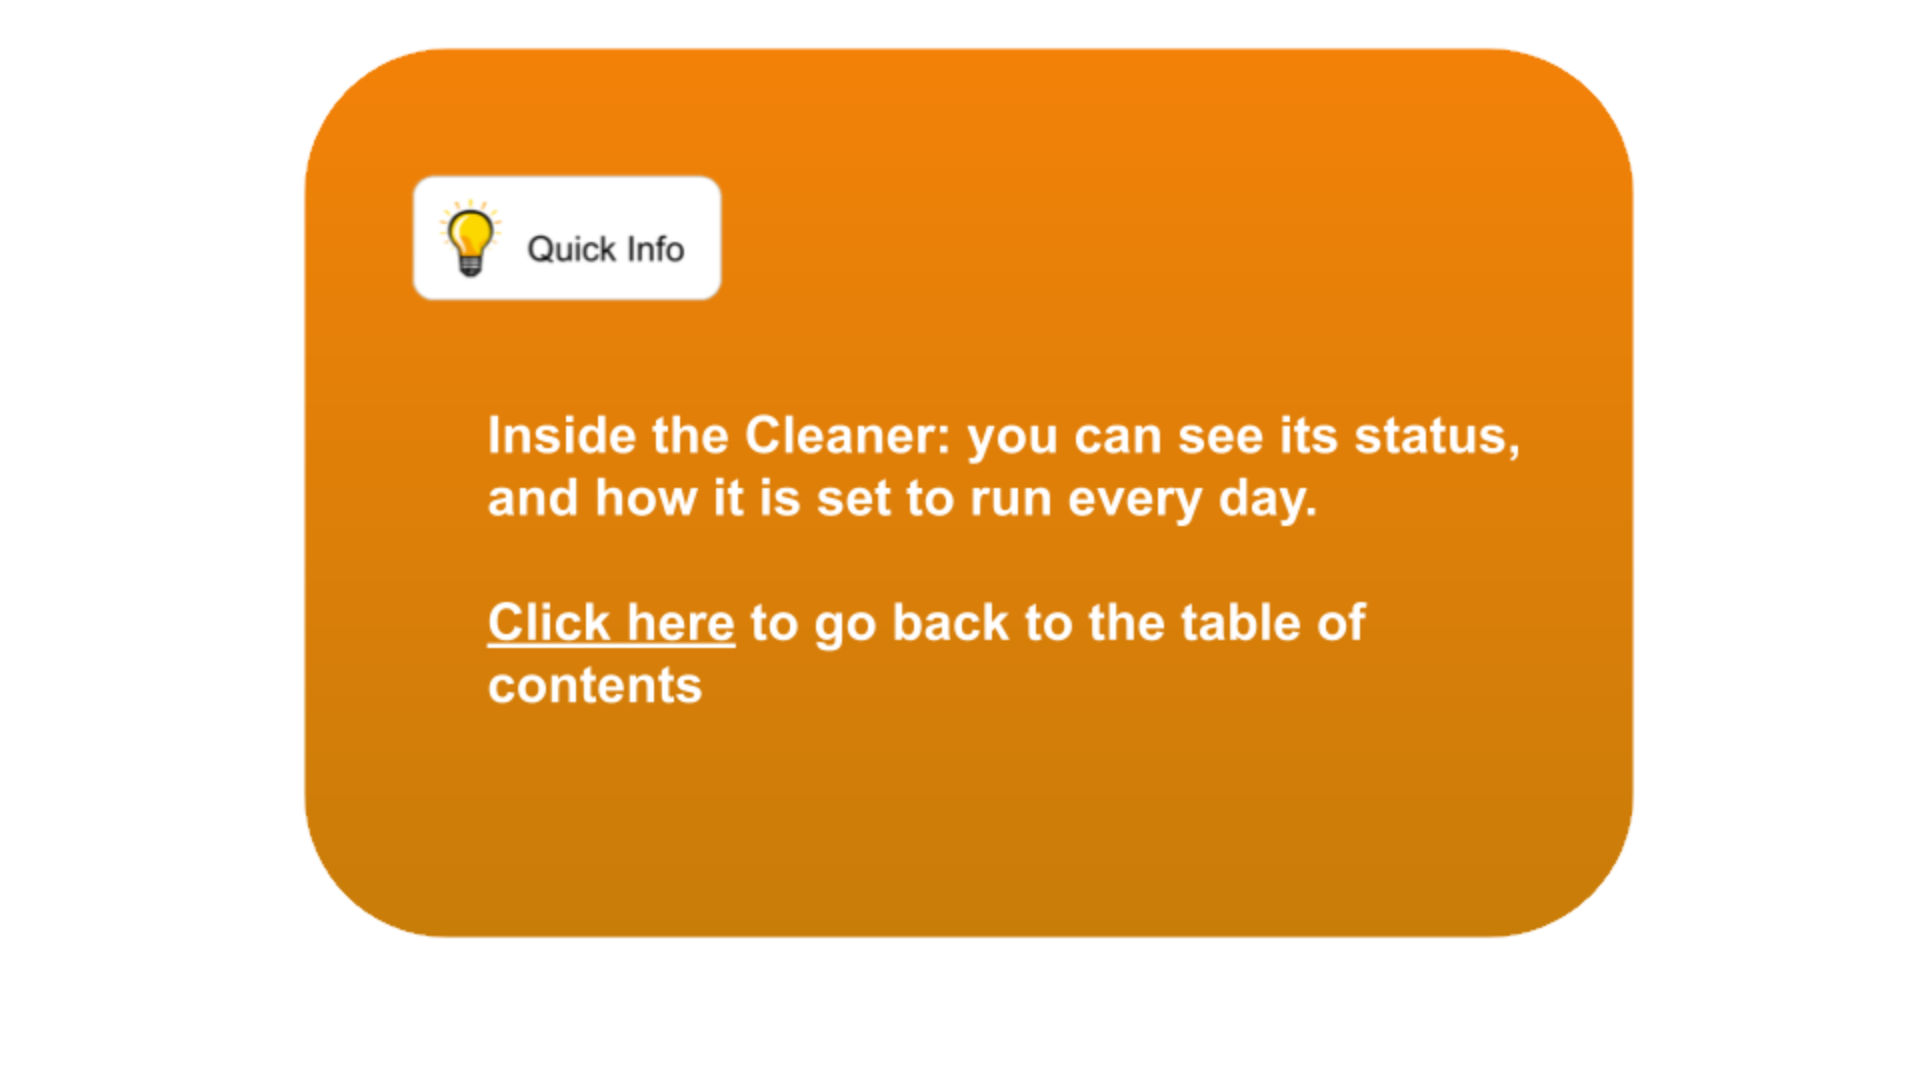 Quick Info
Inside the Cleaner: you can see its status,
and how it is set to run every day.
Click here to go back to the table of
contents